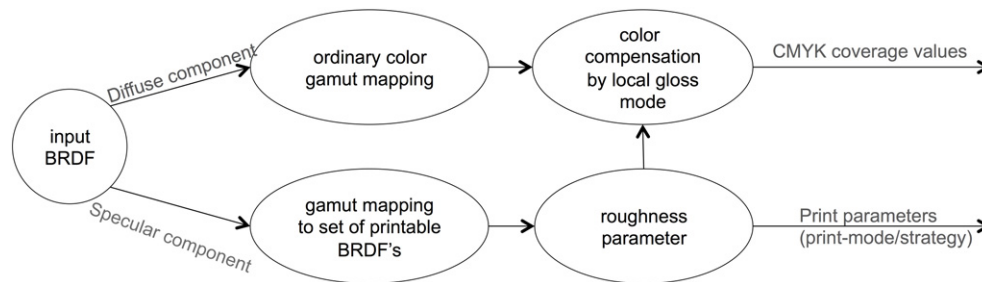 input
BRDF
Diffuse component
ordinary color
gamut mapping
color
compensation
by local gloss
mode
CMYK coverage values
Specular component
gamut mapping
to set of printable
BRDF's
roughness
parameter
Print parameters
(print-mode/strategy)